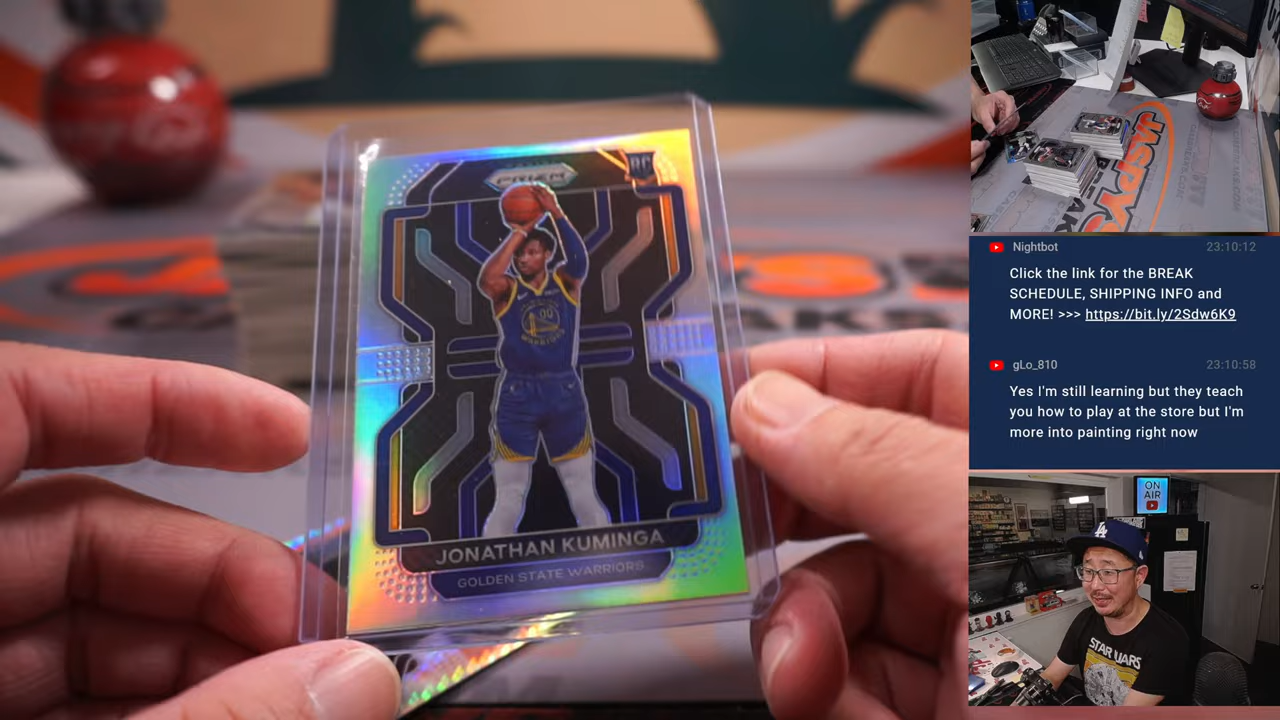 PRIZM
RC
00
WARRIORS
JONATHAN KUMINGA
GOLDEN STATE WARRIORS
JASPY'S
Nightbot 23:10:12
Click the link for the BREAK
SCHEDULE, SHIPPING INFO and
MORE! >>> https://bit.ly/2Sdw6K9
gLo_810 23:10:58
Yes I'm still learning but they teach
you how to play at the store but I'm
more into painting right now
ON
AIR
LA
STAR WARS